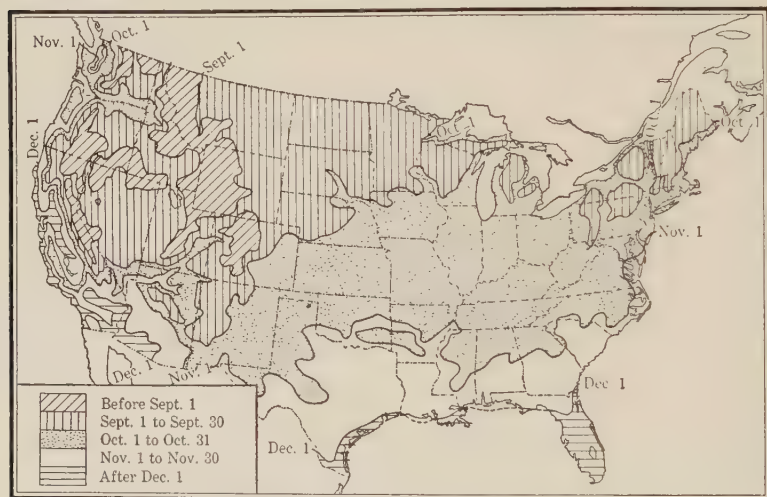 Nov. 1
Oct. 1
Sept. 1
Dec. 1
Oct. 1
Oct. 1
Nov. 1
Dec. 1
Nov. 1
Dec. 1
Dec. 1
Before Sept. 1
Sept. 1 to Sept. 30
Oct. 1 to Oct. 31
Nov. 1 to Nov. 30
After Dec. 1